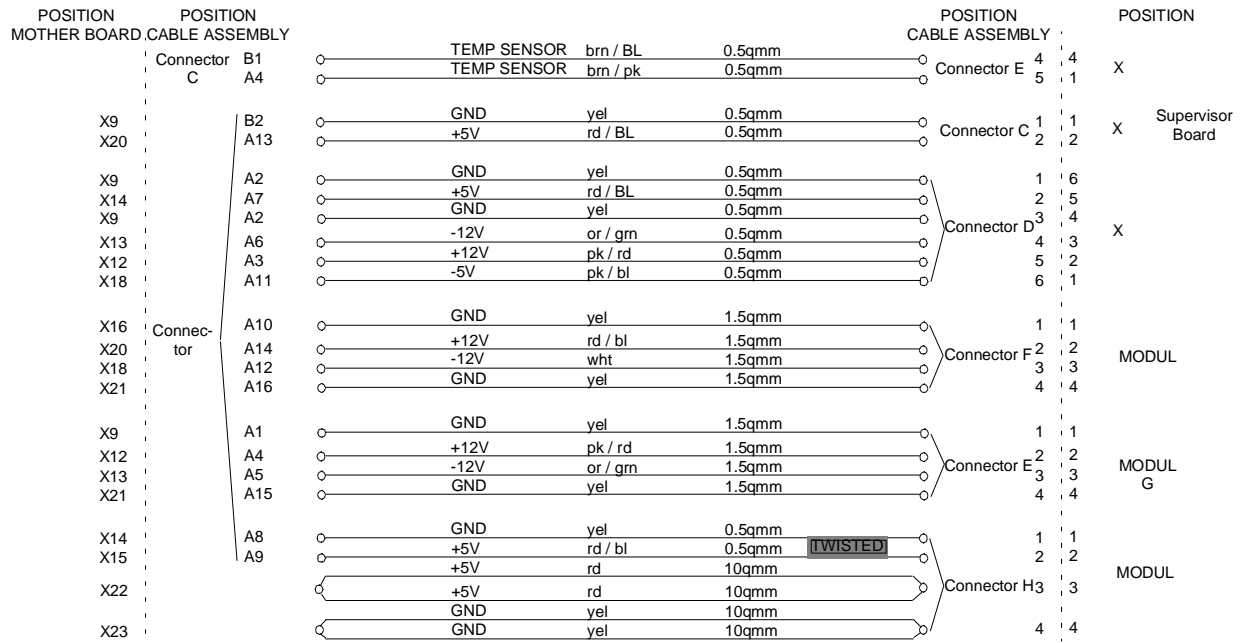 POSITION POSITION POSITION POSITION
MOTHER BOARD CABLE ASSEMBLY CABLE ASSEMBLY
Connector B1 TEMP SENSOR brn / BL 0.5qmm Connector E 4 4 X
C A4 TEMP SENSOR brn / pk 0.5qmm 5 1
X9 B2 GND yel 0.5qmm Connector C 1 1 X Supervisor
X20 A13 +5V rd / BL 0.5qmm 2 2 Board
X9 A2 GND yel 0.5qmm 1 6
X14 A7 +5V rd / BL 0.5qmm 2 5
X9 A2 GND yel 0.5qmm Connector D 3 4 X
X13 A6 -12V or / grn 0.5qmm 4 3
X12 A3 +12V pk / rd 0.5qmm 5 2
X18 A11 -5V pk / bl 0.5qmm 6 1
X16 Connec- A10 GND yel 1.5qmm 1 1
X20 tor A14 +12V rd / bl 1.5qmm Connector F 2 2 MODUL
X18 A12 -12V wht 1.5qmm 3 3
X21 A16 GND yel 1.5qmm 4 4
X9 A1 GND yel 1.5qmm 1 1
X12 A4 +12V pk / rd 1.5qmm Connector E 2 2 MODUL
X13 A5 -12V or / grn 1.5qmm 3 3 G
X21 A15 GND yel 1.5qmm 4 4
X14 A8 GND yel 0.5qmm 1 1
X15 A9 +5V rd / bl 0.5qmm TWISTED 2 2
+5V rd 10qmm MODUL
X22 +5V rd 10qmm Connector H 3 3
GND yel 10qmm
X23 GND yel 10qmm 4 4